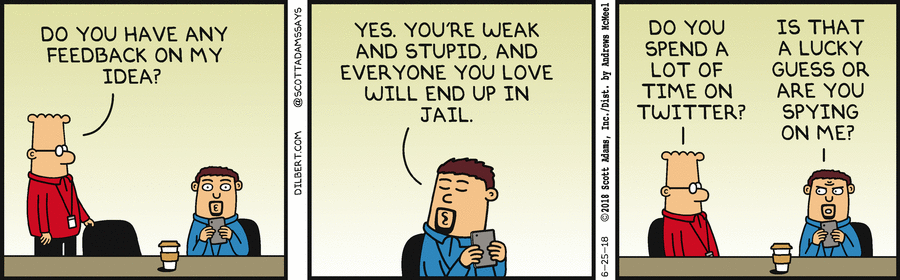 DO YOU HAVE ANY
FEEDBACK ON MY
IDEA?
DILBERT.COM @SCOTTADAMSSAYS
YES. YOU'RE WEAK
AND STUPID, AND
EVERYONE YOU LOVE
WILL END UP IN
JAIL.
6-25-18 ©2018 Scott Adams, Inc./Dist. by Andrews McMeel
DO YOU
SPEND A
LOT OF
TIME ON
TWITTER?
IS THAT
A LUCKY
GUESS OR
ARE YOU
SPYING
ON ME?